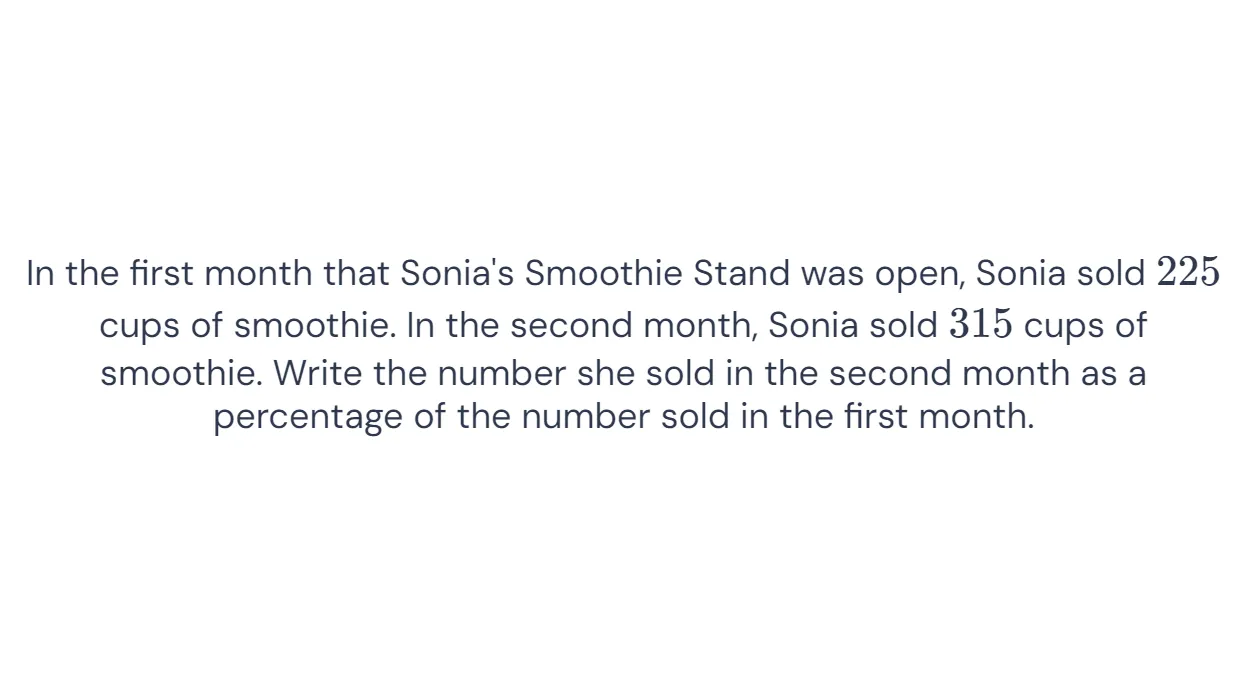 In the first month that Sonia's Smoothie Stand was open, Sonia sold 225
cups of smoothie. In the second month, Sonia sold 315 cups of
smoothie. Write the number she sold in the second month as a
percentage of the number sold in the first month.